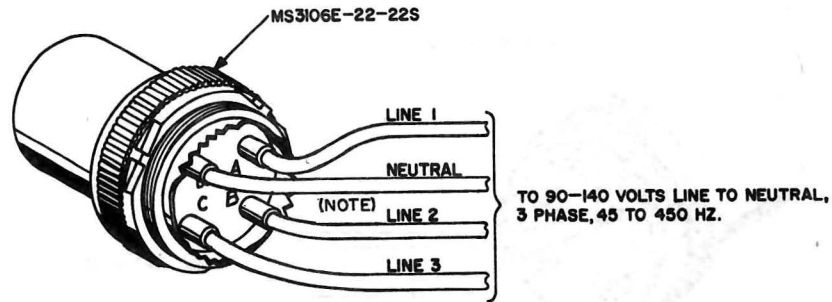 MS3106E-22-22S
LINE 1
A
NEUTRAL
C
B
(NOTE)
LINE 2
TO 90-140 VOLTS LINE TO NEUTRAL,
3 PHASE, 45 TO 450 HZ.
LINE 3